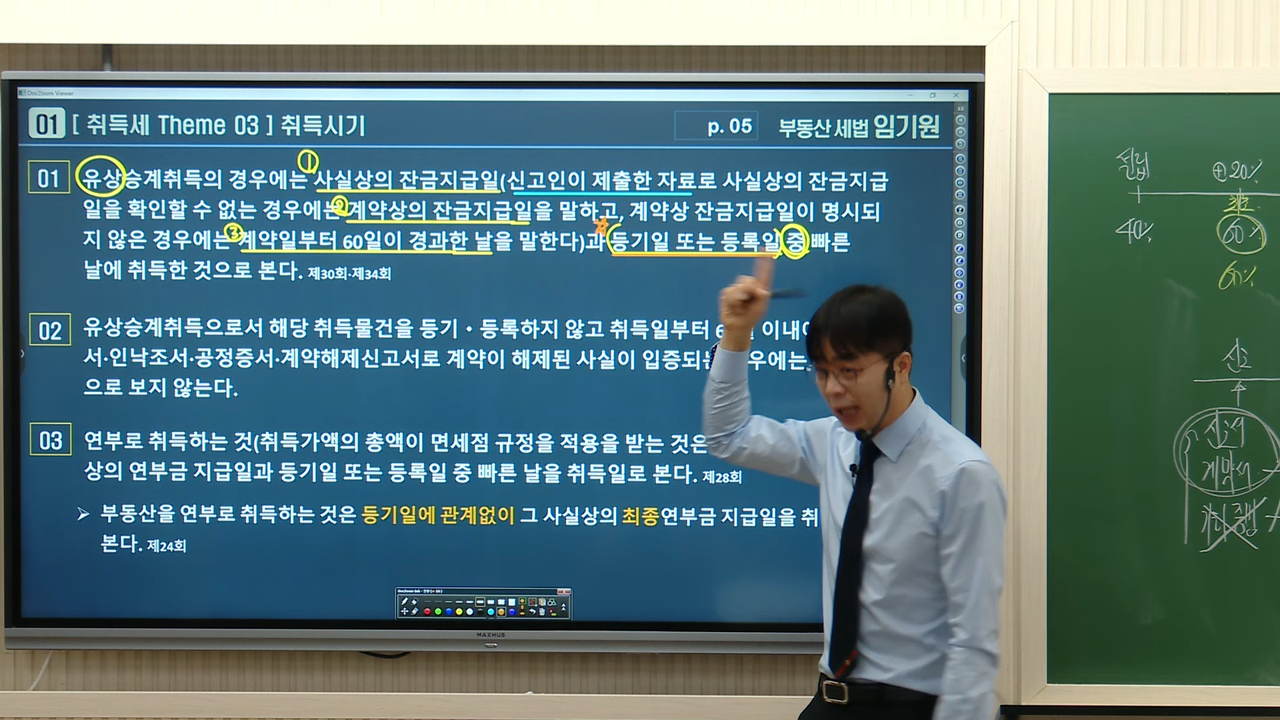 DocZoom Viewer
01 [ 취득세 Theme 03 ] 취득시기
p. 05
부동산 세법 임기원
①
01 유상승계취득의 경우에는 사실상의 잔금지급일(신고인이 제출한 자료로 사실상의 잔금지급
일을 확인할 수 없는 경우에는 ② 계약상의 잔금지급일을 말하고, 계약상 잔금지급일이 명시되
지 않은 경우에는 ③ 계약일부터 60일이 경과한 날을 말한다)과 등기일 또는 등록일 중 빠른
날에 취득한 것으로 본다. 제30회·제34회
02 유상승계취득으로서 해당 취득물건을 등기·등록하지 않고 취득일부터 6 이내에
서·인낙조서·공정증서·계약해제신고서로 계약이 해제된 사실이 입증되는 우에는
으로 보지 않는다.
03 연부로 취득하는 것(취득가액의 총액이 면세점 규정을 적용을 받는 것은
상의 연부금 지급일과 등기일 또는 등록일 중 빠른 날을 취득일로 본다. 제28회
➢ 부동산을 연부로 취득하는 것은 등기일에 관계없이 그 사실상의 최종연부금 지급일을 취
본다. 제24회
MAXHUB
⊕20%
40%
60%
60%